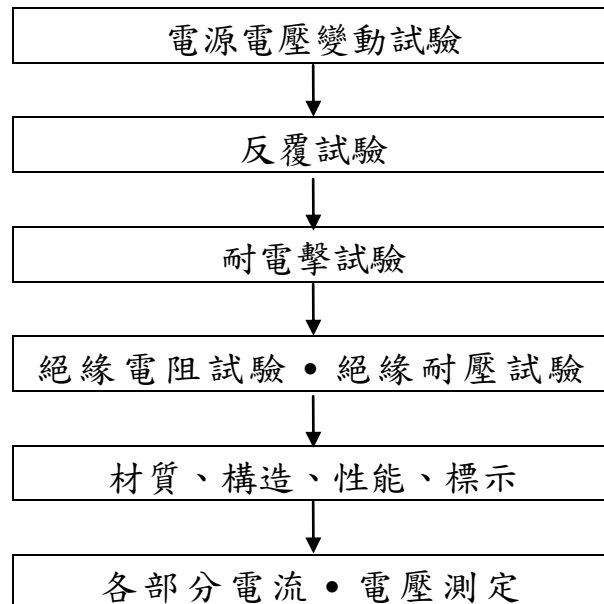 電源電壓變動試驗
反覆試驗
耐電擊試驗
絕緣電阻試驗•絕緣耐壓試驗
材質、構造、性能、標示
各部分電流•電壓測定